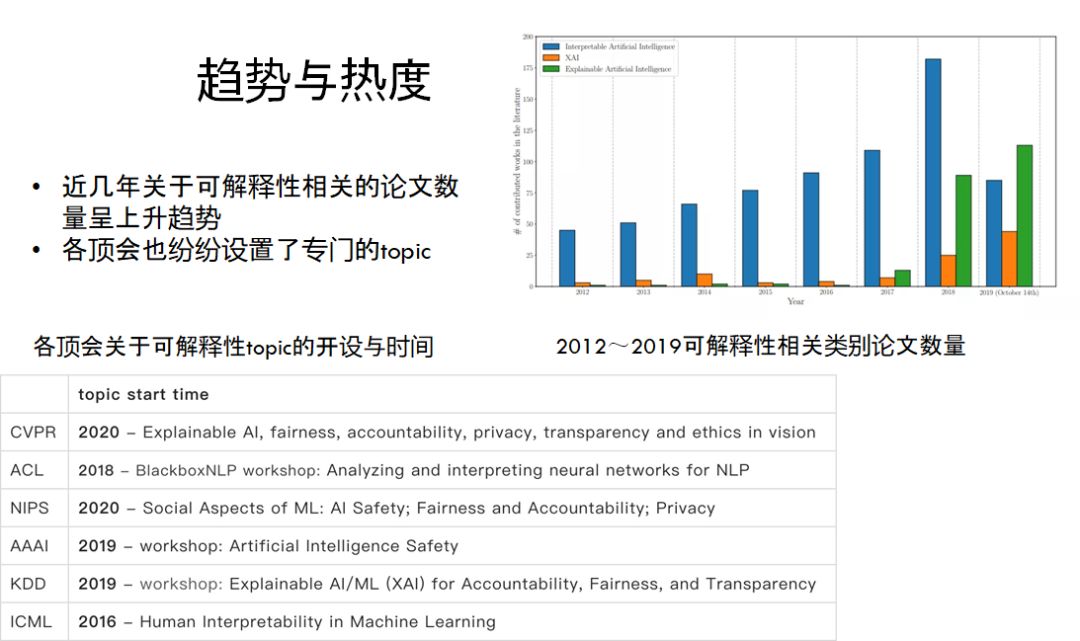 趋势与热度
• 近几年关于可解释性相关的论文数
量呈上升趋势
• 各顶会也纷纷设置了专门的topic
Interpretable Artificial Intelligence
XAI
Explainable Artificial Intelligence
# of contributed works in the literature
200
175
150
125
100
75
50
25
0
2012 2013 2014 2015 2016 2017 2018 2019 (October 14th)
Year
各顶会关于可解释性topic的开设与时间
2012～2019可解释性相关类别论文数量
topic start time
CVPR 2020 – Explainable AI, fairness, accountability, privacy, transparency and ethics in vision
ACL 2018 – BlackboxNLP workshop: Analyzing and interpreting neural networks for NLP
NIPS 2020 – Social Aspects of ML: AI Safety; Fairness and Accountability; Privacy
AAAI 2019 – workshop: Artificial Intelligence Safety
KDD 2019 – workshop: Explainable AI/ML (XAI) for Accountability, Fairness, and Transparency
ICML 2016 – Human Interpretability in Machine Learning